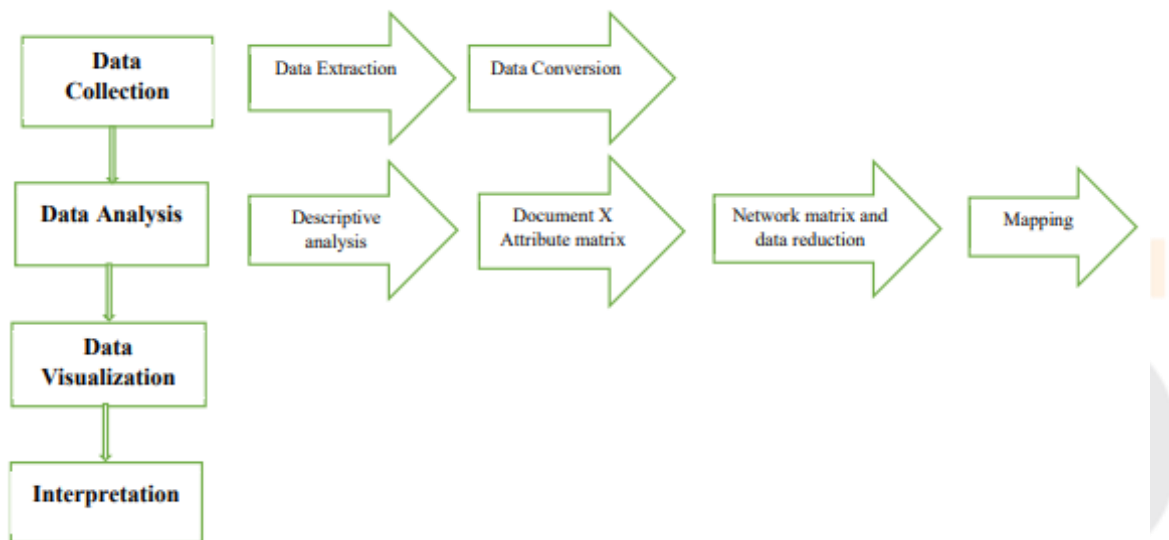 Data
Collection
Data Extraction
Data Conversion
Data Analysis
Descriptive
analysis
Document X
Attribute matrix
Network matrix and
data reduction
Mapping
Data
Visualization
Interpretation